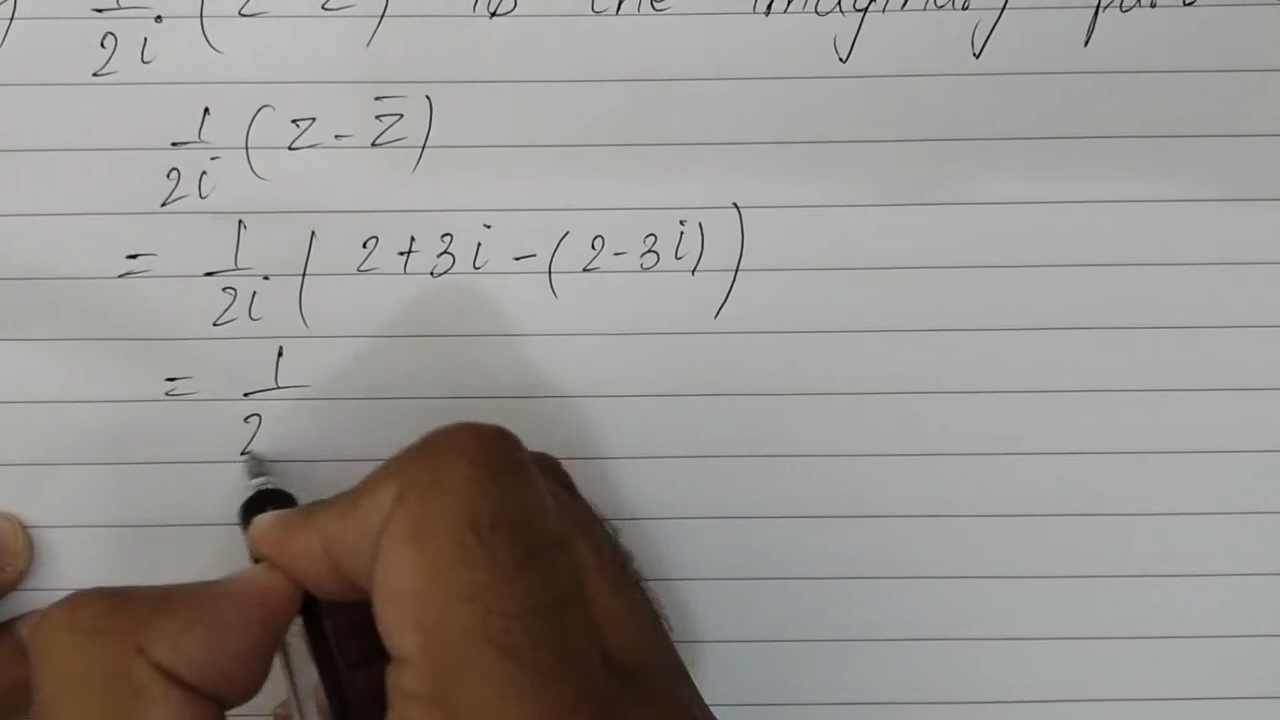 ) 1/2i (z - z̄) is the imaginary part
1/2i (z - z̄)
= 1/2i (2+3i-(2-3i))
= 1/2